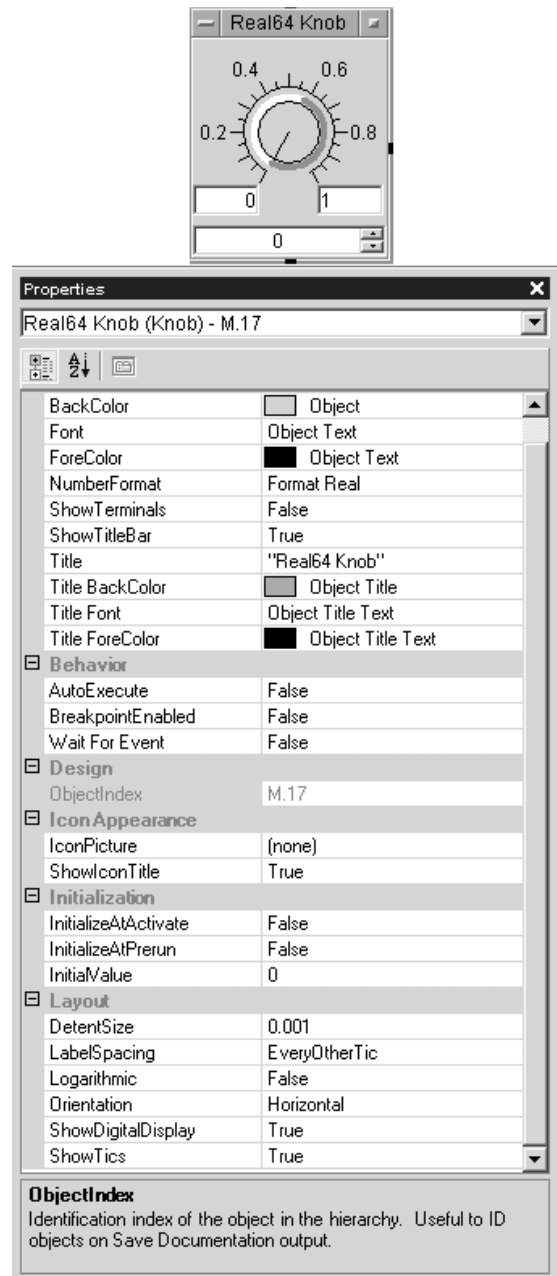 Real64 Knob
0.4 0.6
0.2 0.8
0 1
0
Properties
Real64 Knob (Knob) - M.17
A Z
BackColor Object
Font Object Text
ForeColor Object Text
NumberFormat Format Real
ShowTerminals False
ShowTitleBar True
Title "Real64 Knob"
Title BackColor Object Title
Title Font Object Title Text
Title ForeColor Object Title Text
Behavior
AutoExecute False
BreakpointEnabled False
Wait For Event False
Design
ObjectIndex M.17
Icon Appearance
IconPicture (none)
ShowIconTitle True
Initialization
InitializeAtActivate False
InitializeAtPrerun False
InitialValue 0
Layout
DetentSize 0.001
LabelSpacing EveryOtherTic
Logarithmic False
Orientation Horizontal
ShowDigitalDisplay True
ShowTics True
ObjectIndex
Identification index of the object in the hierarchy. Useful to ID
objects on Save Documentation output.